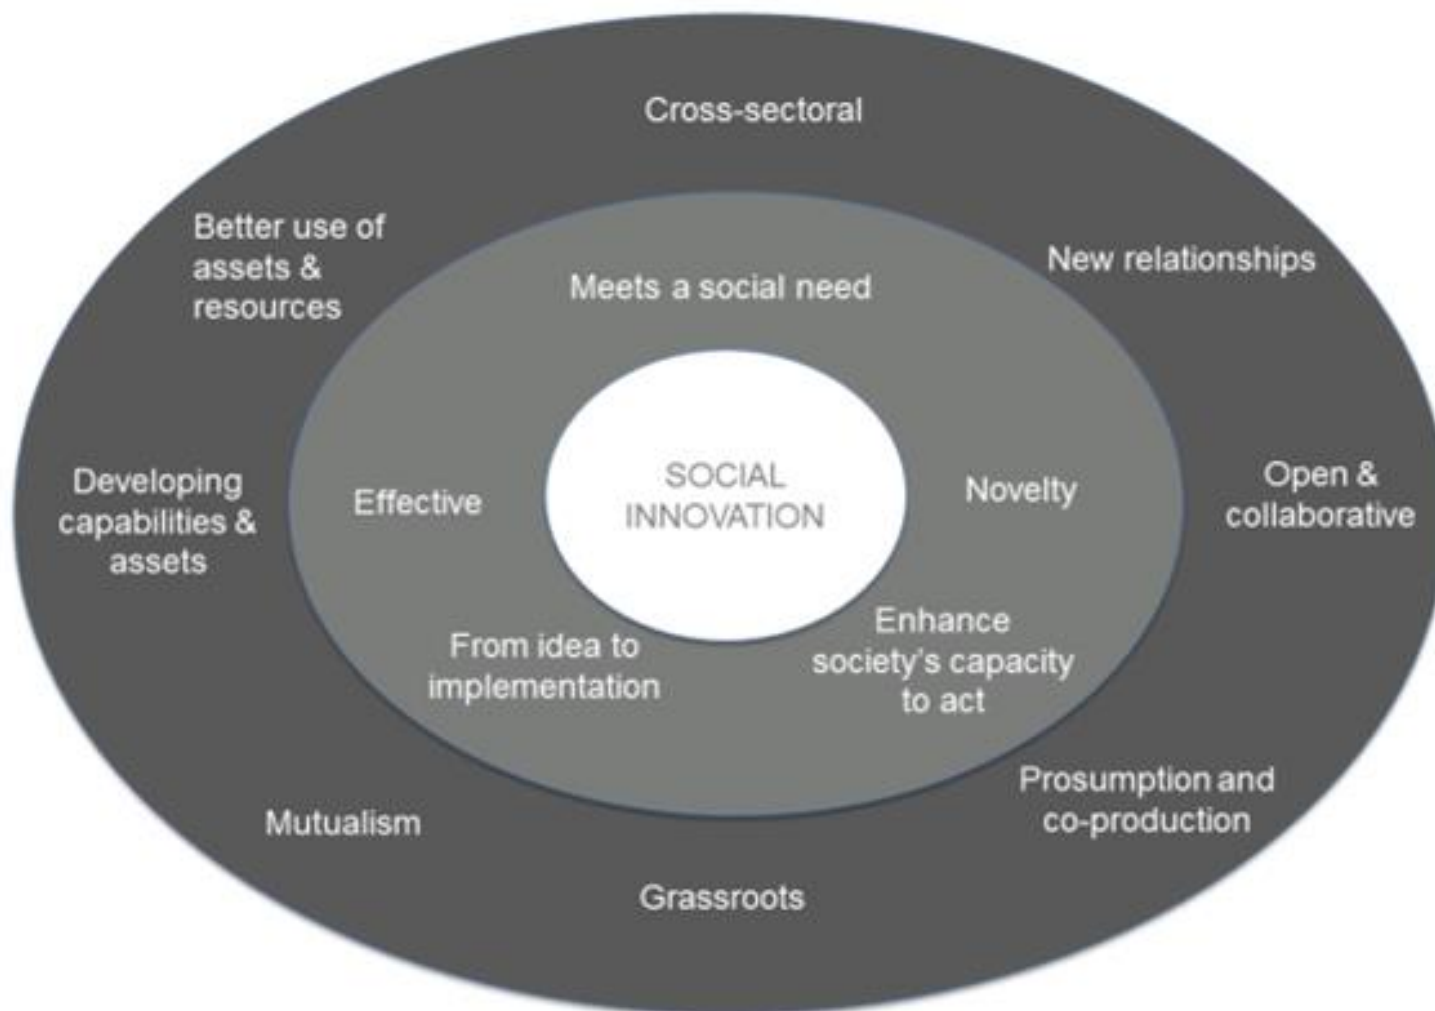 Cross-sectoral
Better use of
assets &
resources
New relationships
Meets a social need
Developing
capabilities &
assets
Effective
SOCIAL
INNOVATION
Novelty
Open &
collaborative
From idea to
implementation
Enhance
society's capacity
to act
Mutualism
Prosumption and
co-production
Grassroots